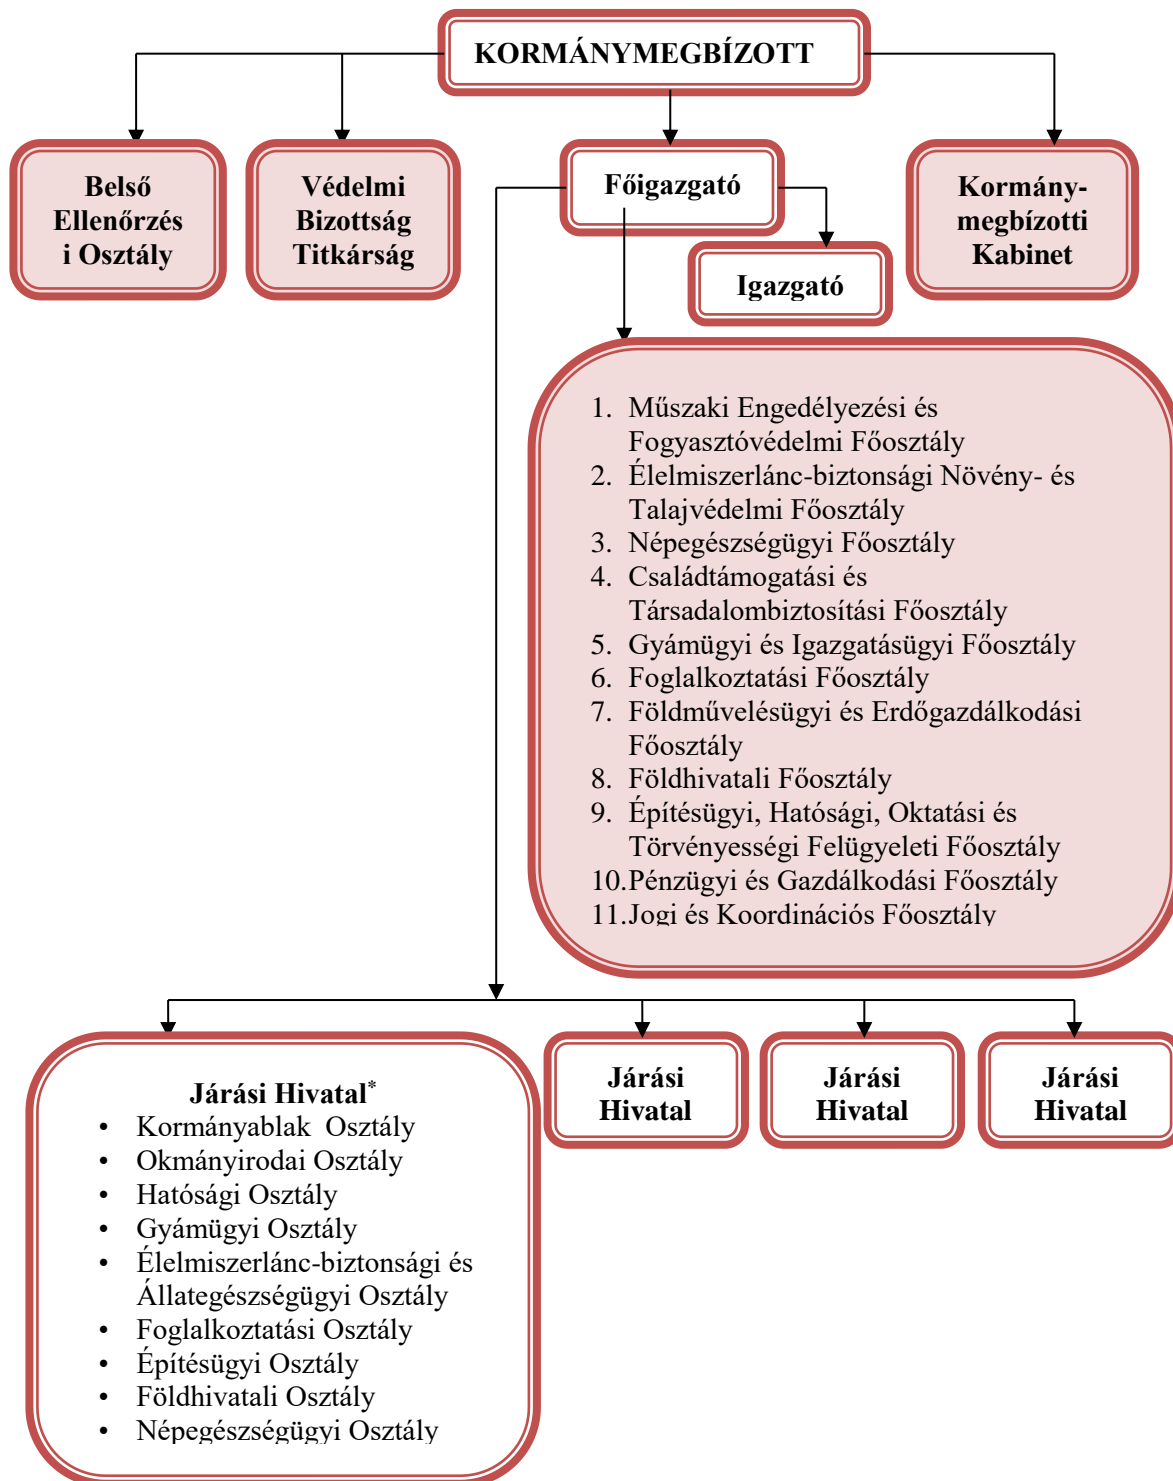 KORMÁNYMEGBÍZOTT
Belső
Ellenőrzés
i Osztály
Védelmi
Bizottság
Titkárság
Főigazgató
Igazgató
Kormány-
megbízotti
Kabinet
1. Műszaki Engedélyezési és
Fogyasztóvédelmi Főosztály
2. Élelmiszerlánc-biztonsági Növény- és
Talajvédelmi Főosztály
3. Népegészségügyi Főosztály
4. Családtámogatási és
Társadalombiztosítási Főosztály
5. Gyámügyi és Igazgatásügyi Főosztály
6. Foglalkoztatási Főosztály
7. Földművelésügyi és Erdőgazdálkodási
Főosztály
8. Földhivatali Főosztály
9. Építésügyi, Hatósági, Oktatási és
Törvényességi Felügyeleti Főosztály
10.Pénzügyi és Gazdálkodási Főosztály
11.Jogi és Koordinációs Főosztály
Járási Hivatal*
• Kormányablak Osztály
• Okmányirodai Osztály
• Hatósági Osztály
• Gyámügyi Osztály
• Élelmiszerlánc-biztonsági és
Állategészségügyi Osztály
• Foglalkoztatási Osztály
• Építésügyi Osztály
• Földhivatali Osztály
• Népegészségügyi Osztály
Járási
Hivatal
Járási
Hivatal
Járási
Hivatal